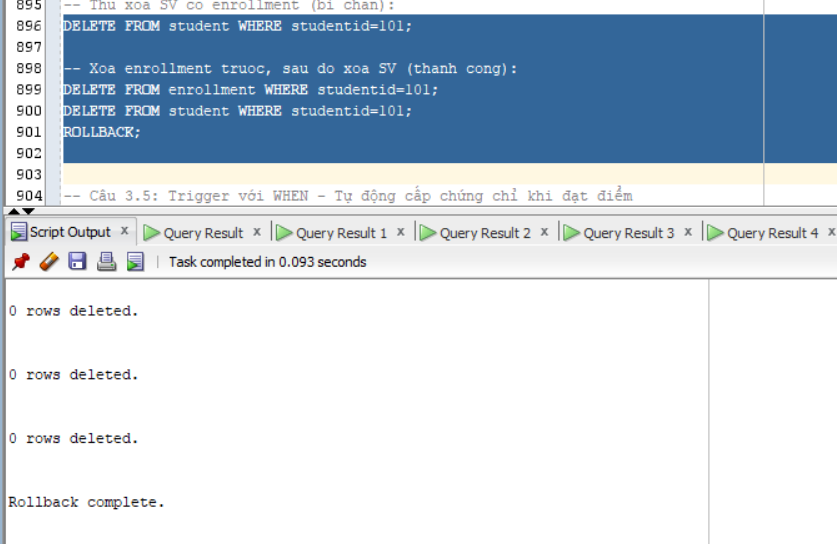 895 -- Thu xoa SV co enrollment (bi chan):
896 DELETE FROM student WHERE studentid=101;
897
898 -- Xoa enrollment truoc, sau do xoa SV (thanh cong):
899 DELETE FROM enrollment WHERE studentid=101;
900 DELETE FROM student WHERE studentid=101;
901 ROLLBACK;
902
903
904 -- Câu 3.5: Trigger với WHEN - Tự động cấp chứng chỉ khi đạt điểm
Script Output x Query Result x Query Result 1 x Query Result 2 x Query Result 3 x Query Result 4 x
Task completed in 0.093 seconds
0 rows deleted.
0 rows deleted.
0 rows deleted.
Rollback complete.